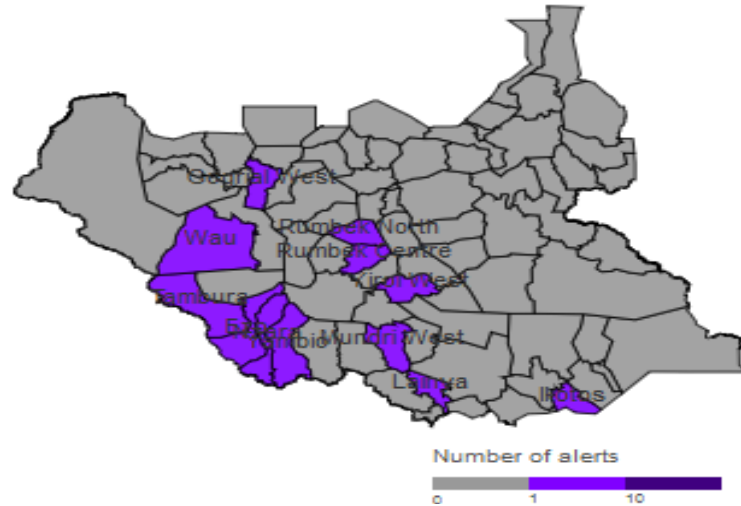 Gogrial West
Rumbek North
Wau
Rumbek Centre
Yirol West
Tambura
Ezo
Yambio
Mundri West
Lainya
Ikotos
Number of alerts
0 1 10